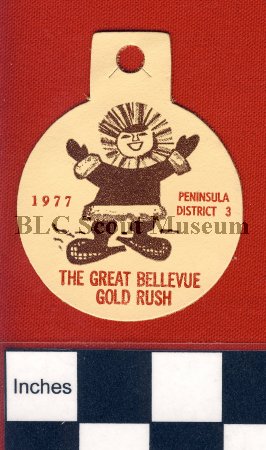 1977
PENINSULA
DISTRICT 3
BLC Scout Museum
THE GREAT BELLEVUE
GOLD RUSH
Inches